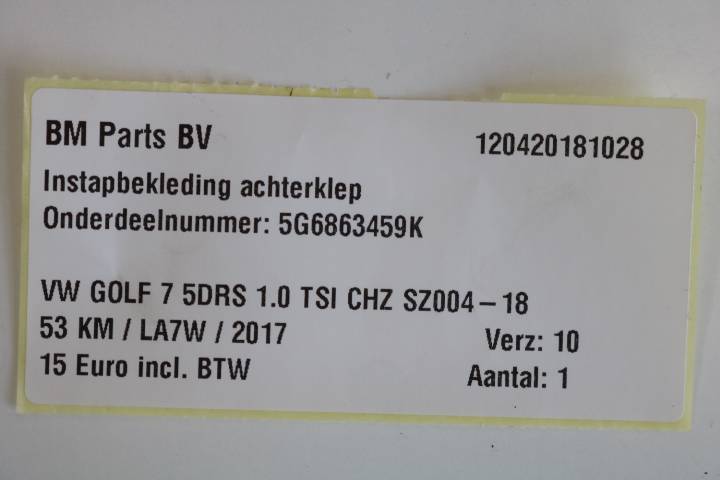 BM Parts BV 120420181028
Instapbekleding achterklep
Onderdeelnummer: 5G6863459K
VW GOLF 7 5DRS 1.0 TSI CHZ SZ004-18
53 KM / LA7W / 2017 Verz: 10
15 Euro incl. BTW Aantal: 1